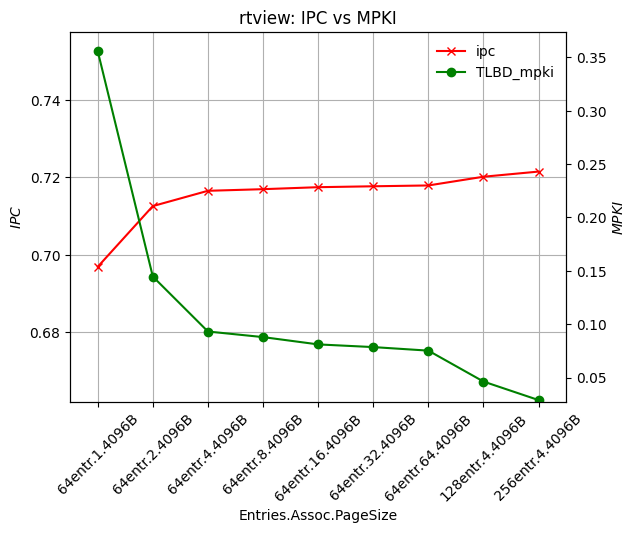 rtview: IPC vs MPKI
ipc
TLBD_mpki
0.74
0.72
0.70
0.68
IPC
0.35
0.30
0.25
0.20
0.15
0.10
0.05
MPKI
64entr.1.4096B
64entr.2.4096B
64entr.4.4096B
64entr.8.4096B
64entr.16.4096B
64entr.32.4096B
64entr.64.4096B
128entr.4.4096B
256entr.4.4096B
Entries.Assoc.PageSize